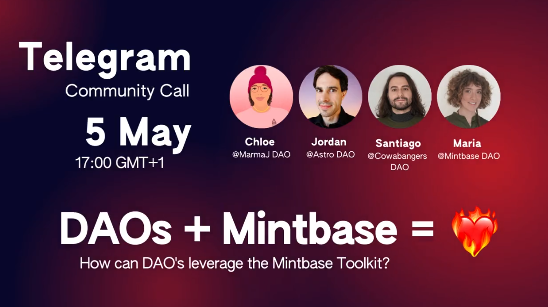 Telegram
Community Call
5 May
17:00 GMT+1
Chloe
@MarmaJ DAO
Jordan
@Astro DAO
Santiago
@Cowabangers
DAO
Maria
@Mintbase DAO
DAOs + Mintbase = ❤️‍🔥
How can DAO's leverage the Mintbase Toolkit?